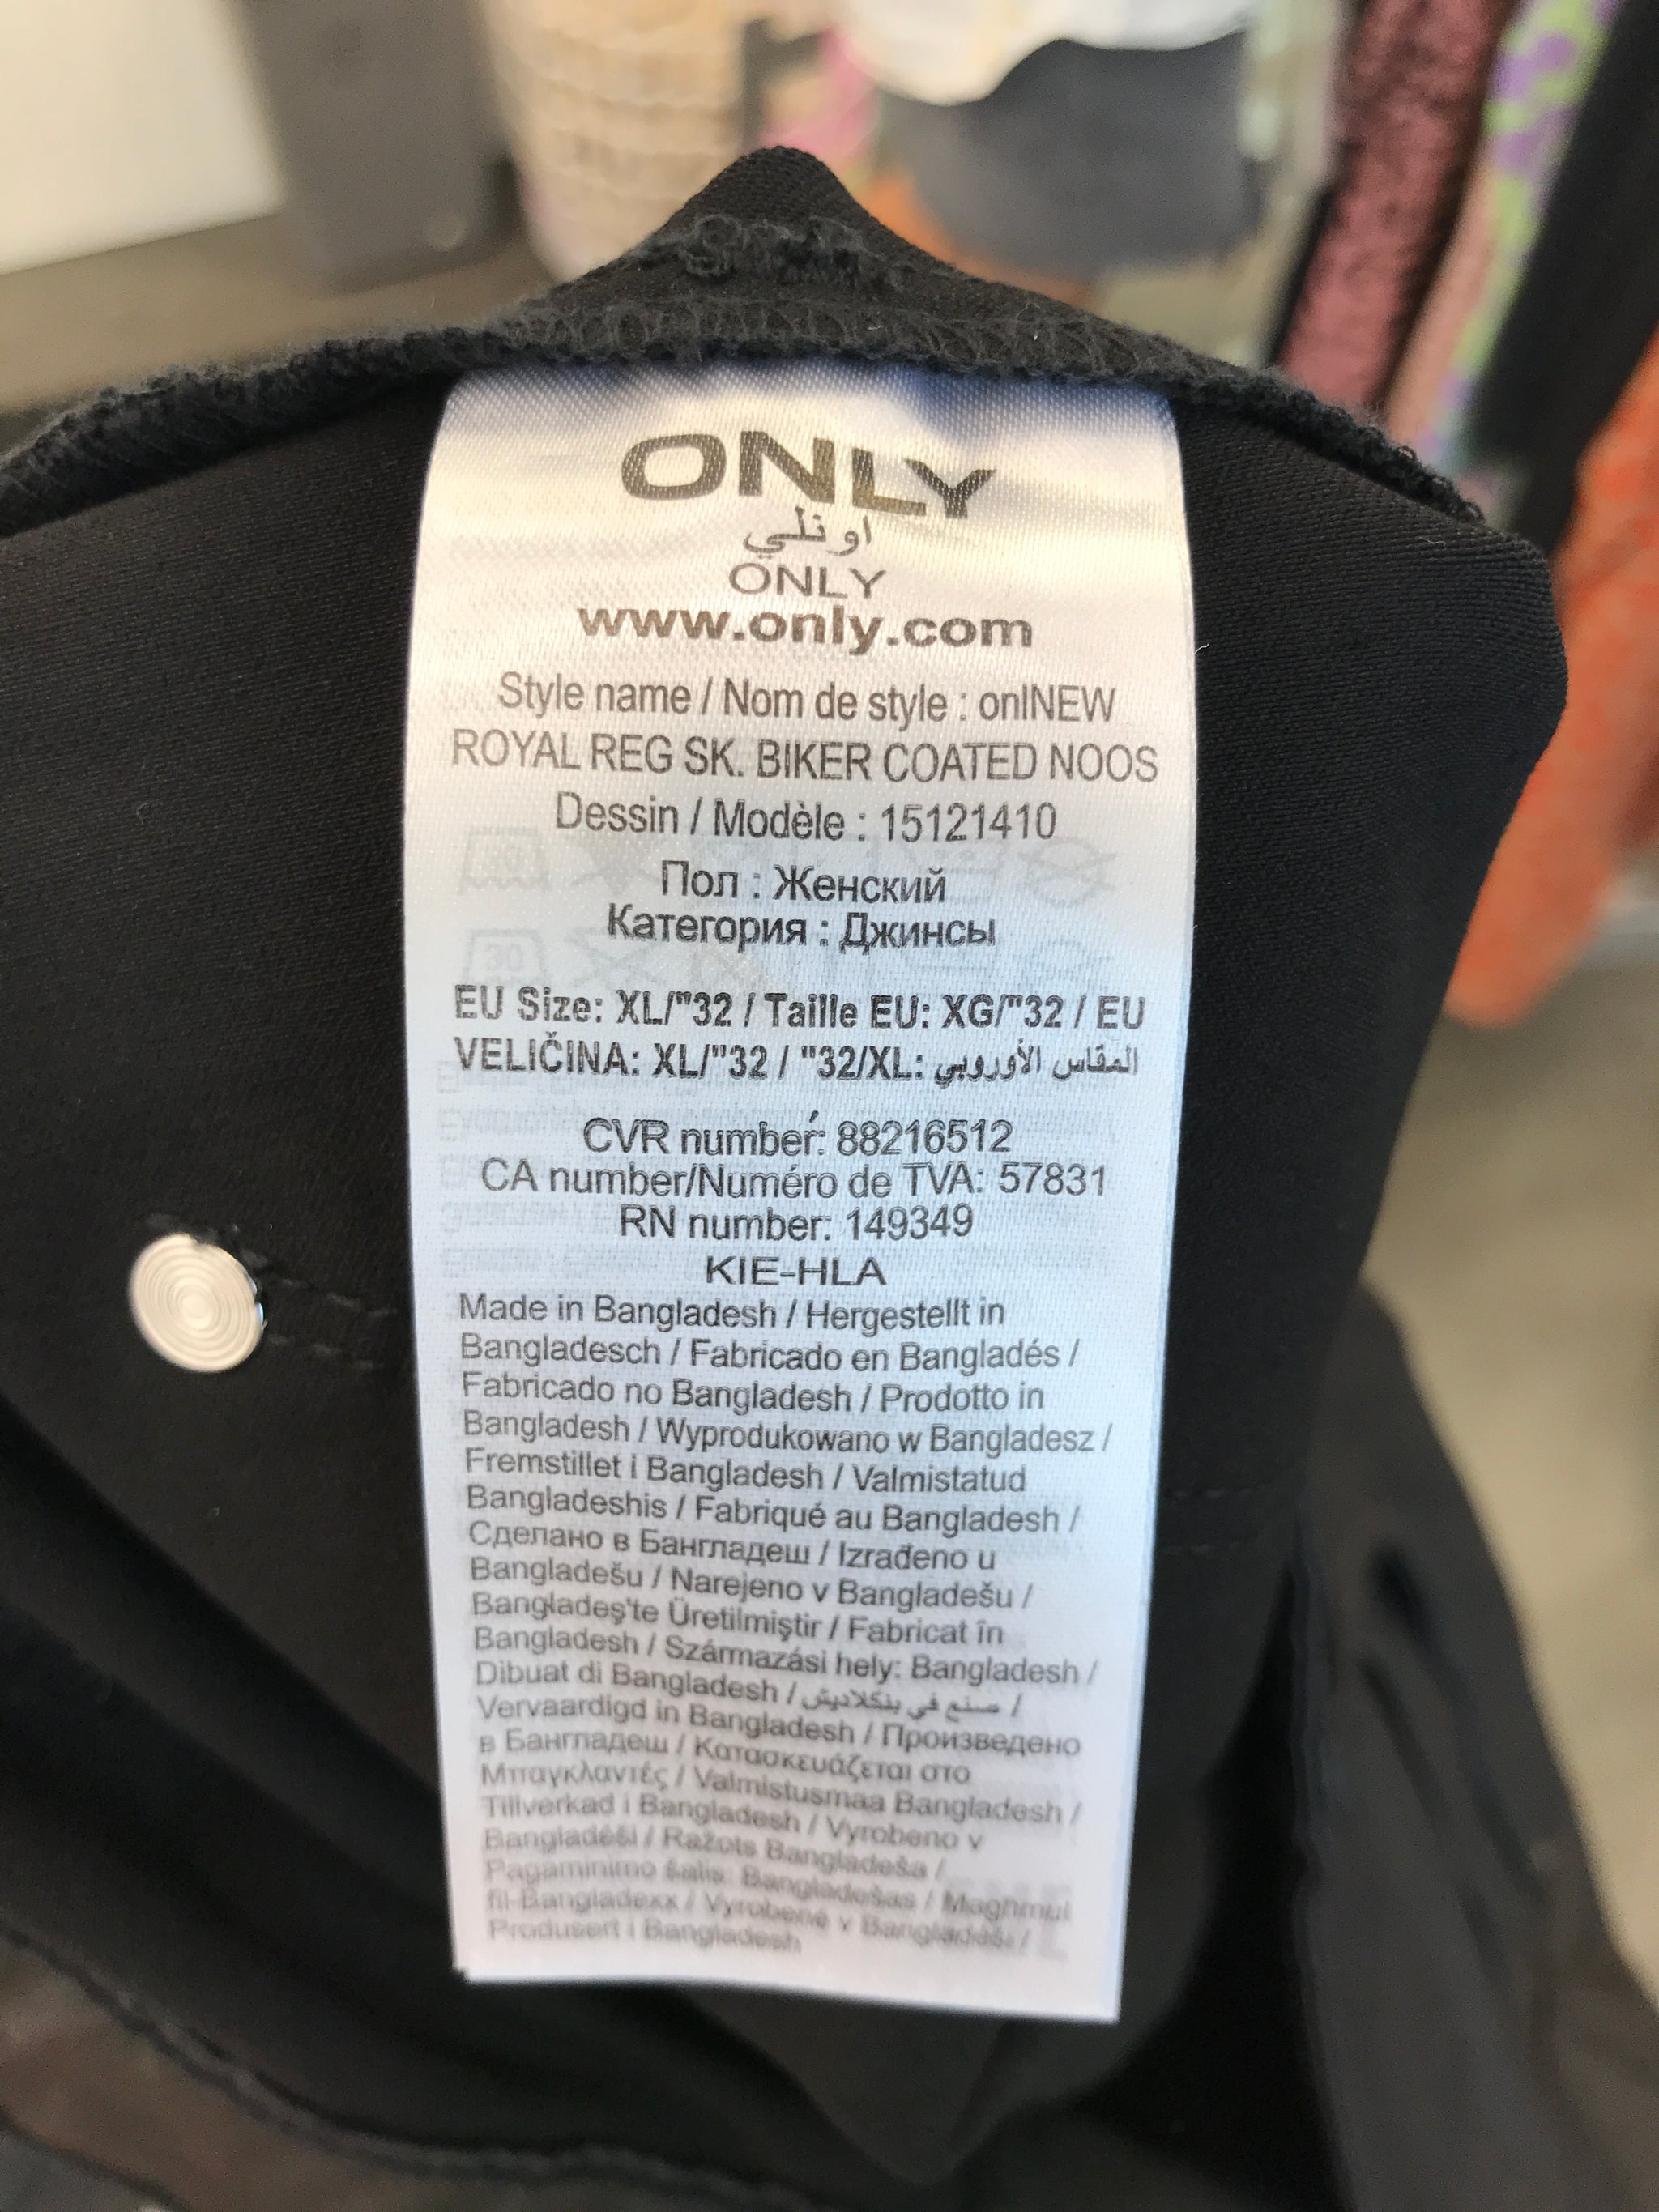 ONLY
اونلي
ONLY
www.only.com
Style name / Nom de style : onlNEW
ROYAL REG SK. BIKER COATED NOOS
Dessin / Modèle : 15121410
Пол : Женский
Категория : Джинсы
EU Size: XL/"32 / Taille EU: XG/"32 / EU
VELIČINA: XL/"32 / "32/XL: المقاس الأوروبي
CVR number: 88216512
CA number/Numéro de TVA: 57831
RN number: 149349
KIE-HLA
Made in Bangladesh / Hergestellt in
Bangladesch / Fabricado en Bangladés /
Fabricado no Bangladesh / Prodotto in
Bangladesh / Wyprodukowano w Bangladesz /
Fremstillet i Bangladesh / Valmistatud
Bangladeshis / Fabriqué au Bangladesh /
Сделано в Бангладеш / Izrađeno u
Bangladešu / Narejeno v Bangladešu /
Bangladeş'te Üretilmiştir / Fabricat în
Bangladesh / Származási hely: Bangladesh /
Dibuat di Bangladesh / صنع في بنكلاديش /
Vervaardigd in Bangladesh / Произведено
в Бангладеш / Κατασκευάζεται στο
Μπαγκλαντές / Valmistusmaa Bangladesh /
Tillverkad i Bangladesh / Vyrobeno v
Bangladéši / Ražots Bangladeša /
Pagaminimo šalis: Bangladešas / Maghmul
fil-Bangladexx / Vyrobené v Bangladéši /
Produsert i Bangladesh